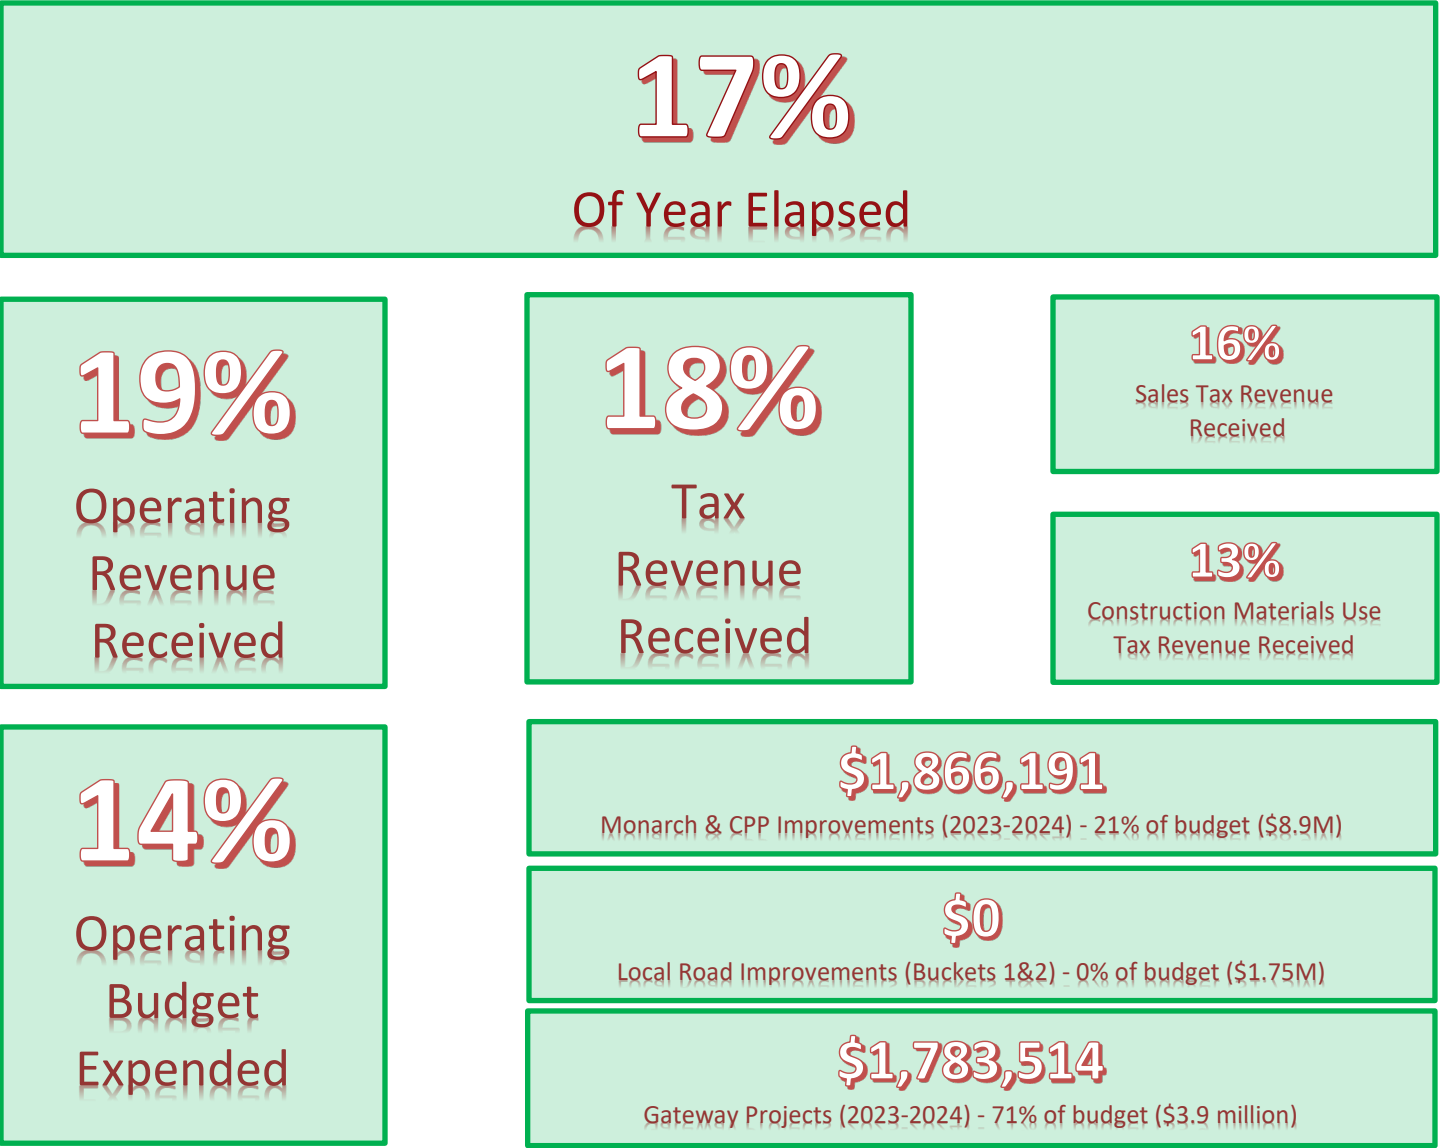 17%
Of Year Elapsed
19%
Operating
Revenue
Received
18%
Tax
Revenue
Received
16%
Sales Tax Revenue
Received
13%
Construction Materials Use
Tax Revenue Received
14%
Operating
Budget
Expended
$1,866,191
Monarch & CPP Improvements (2023-2024) - 21% of budget ($8.9M)
$0
Local Road Improvements (Buckets 1&2) - 0% of budget ($1.75M)
$1,783,514
Gateway Projects (2023-2024) - 71% of budget ($3.9 million)